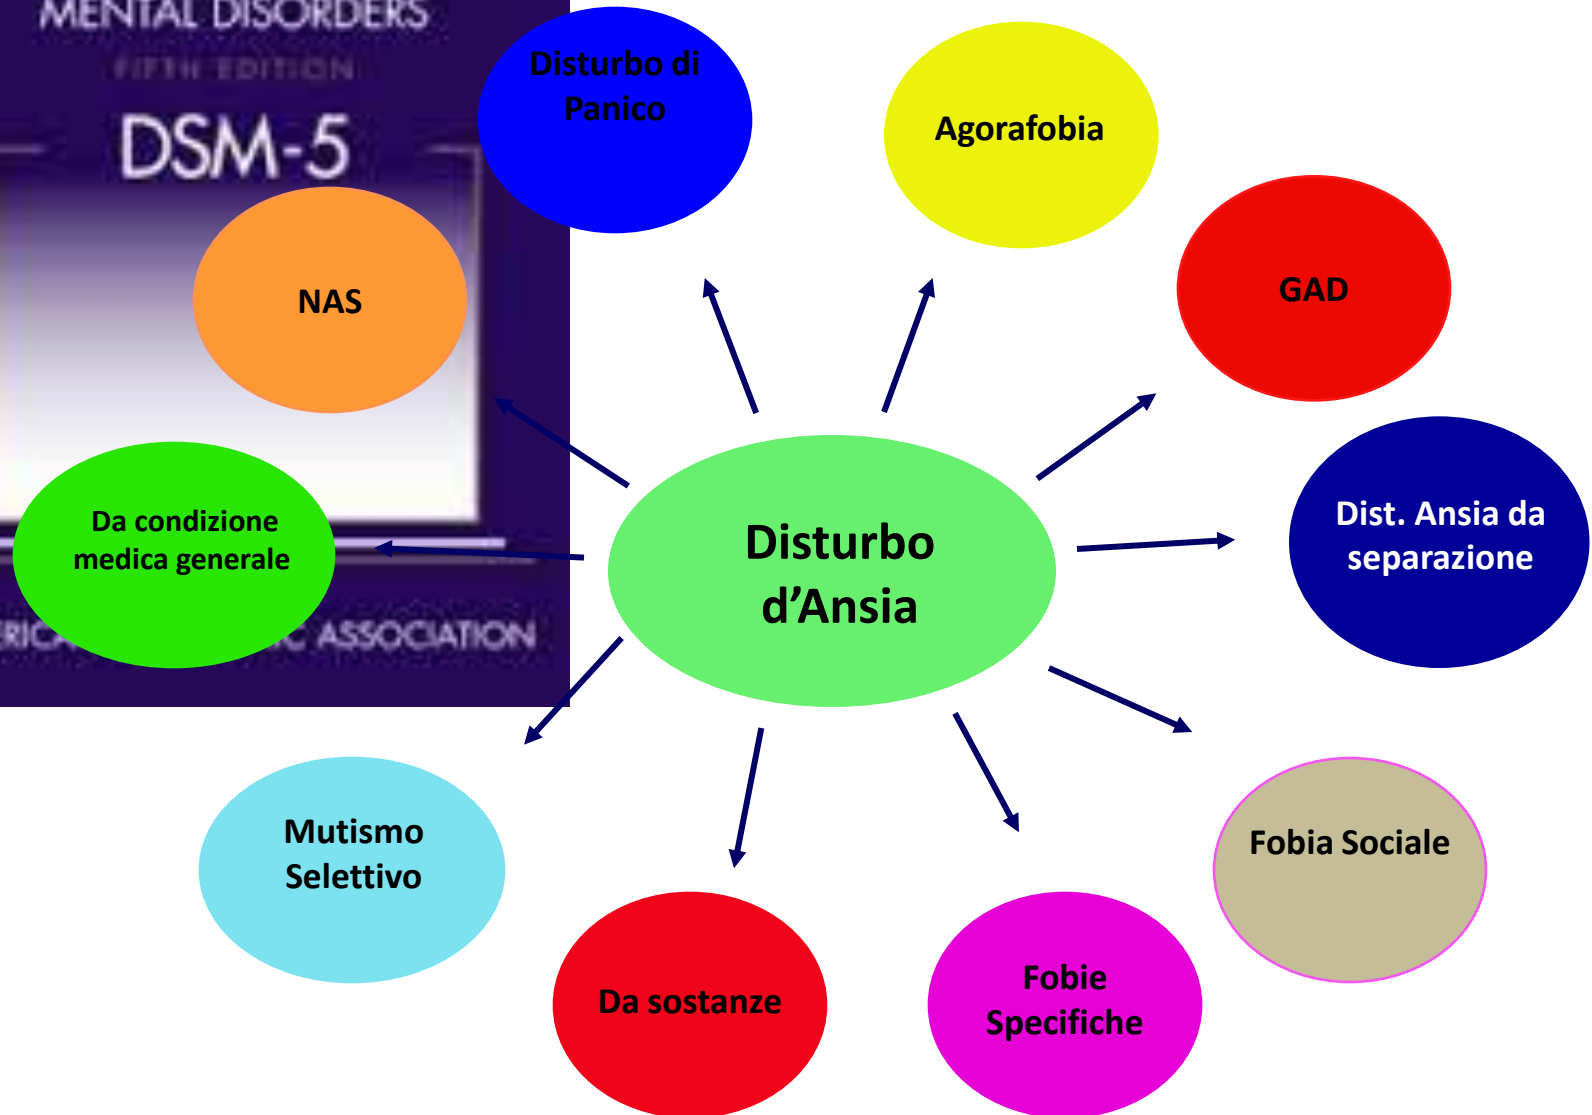 MENTAL DISORDERS
FIFTH EDITION
DSM-5
ASSOCIATION
Disturbo di
Panico
Agorafobia
GAD
Dist. Ansia da
separazione
Fobia Sociale
Fobie
Specifiche
Da sostanze
Mutismo
Selettivo
Da condizione
medica generale
NAS
Disturbo
d’Ansia